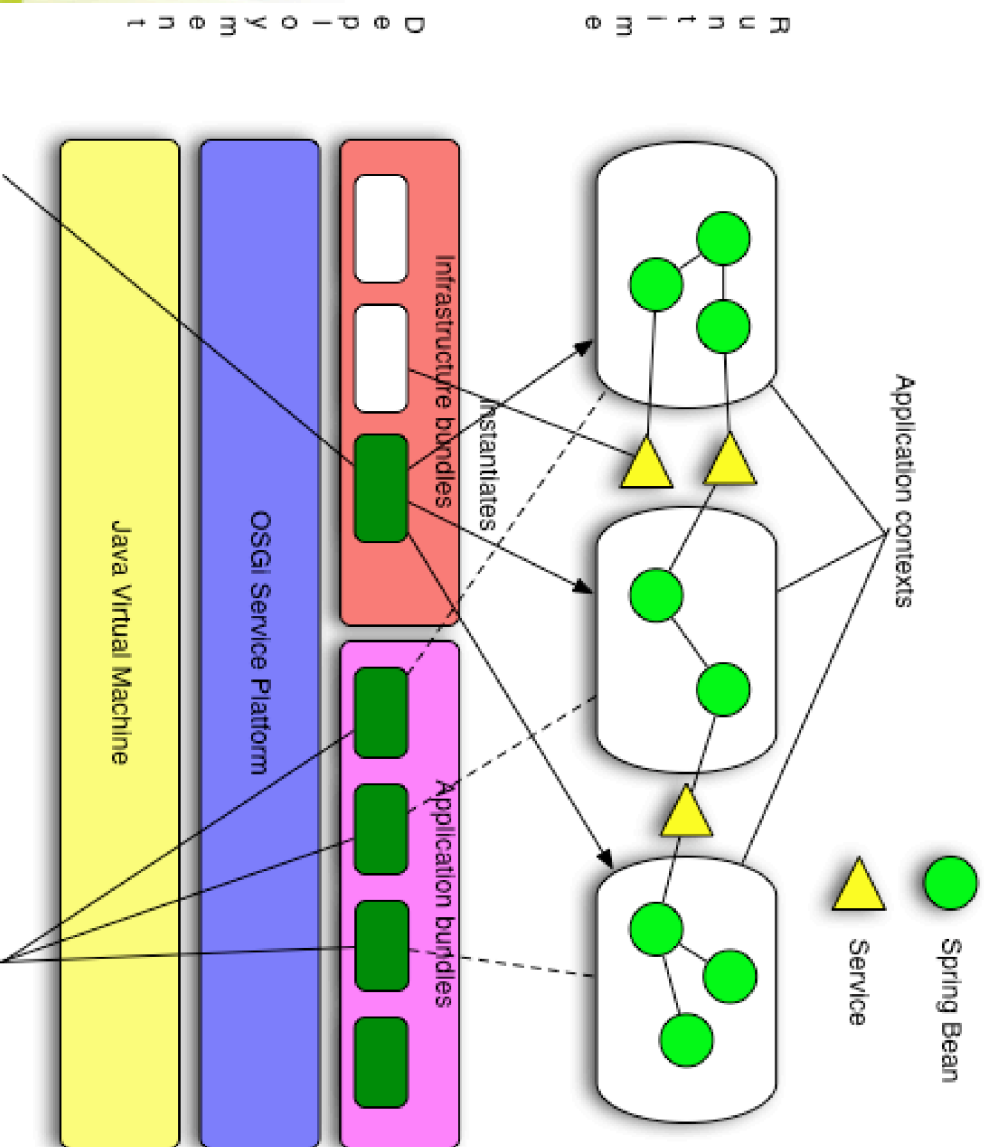 Spring Bean
Service
Application contexts
Runtime
instantiates
Infrastructure bundles
Application bundles
Deployment
OSGi Service Platform
Java Virtual Machine